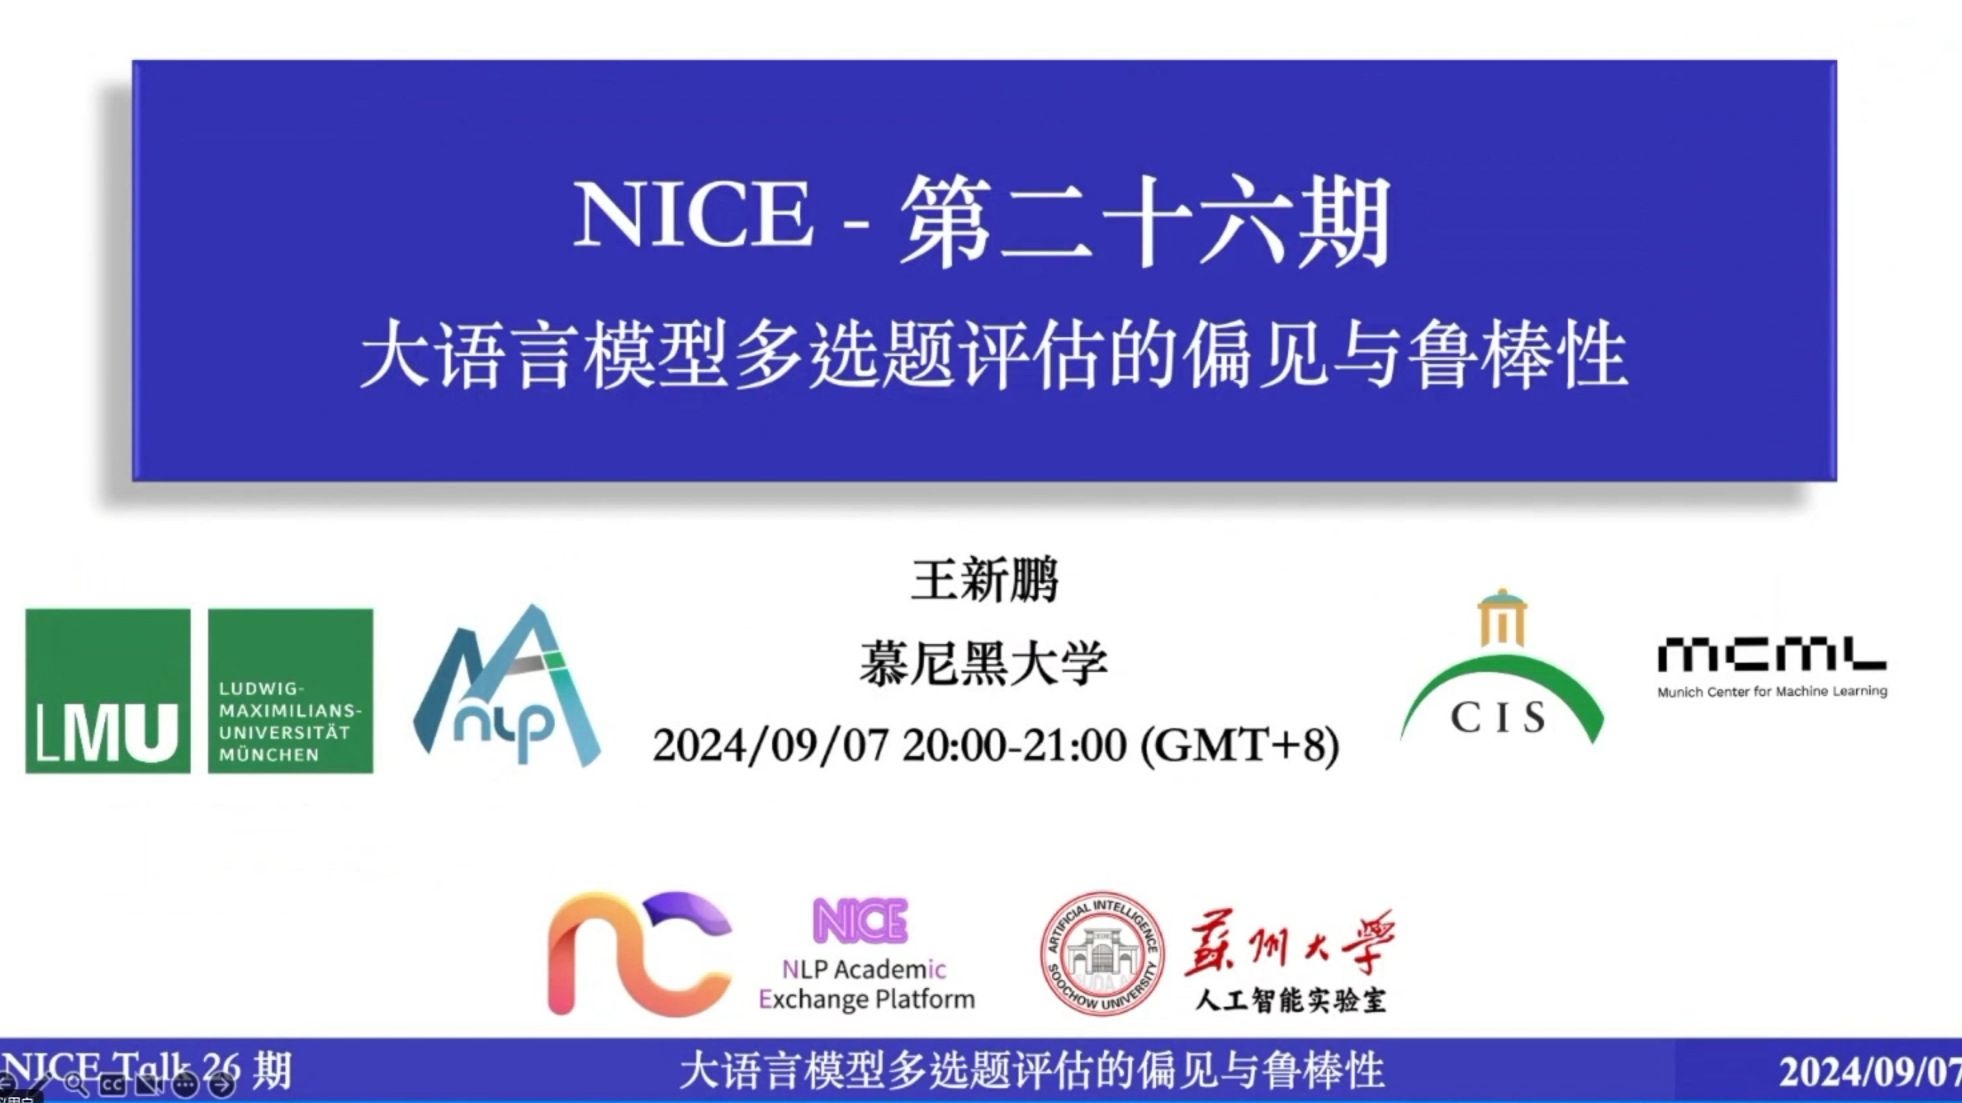 NICE - 第二十六期
大语言模型多选题评估的偏见与鲁棒性
王新鹏
慕尼黑大学
2024/09/07 20:00-21:00 (GMT+8)
LMU
LUDWIG-
MAXIMILIANS-
UNIVERSITÄT
MÜNCHEN
nlp
CIS
mcml
Munich Center for Machine Learning
NICE
NLP Academic
Exchange Platform
ARTIFICIAL INTELLIGENCE
SOOCHOW UNIVERSITY
蘇州大學
人工智能实验室
NICE Talk 26 期
大语言模型多选题评估的偏见与鲁棒性
2024/09/07
CC